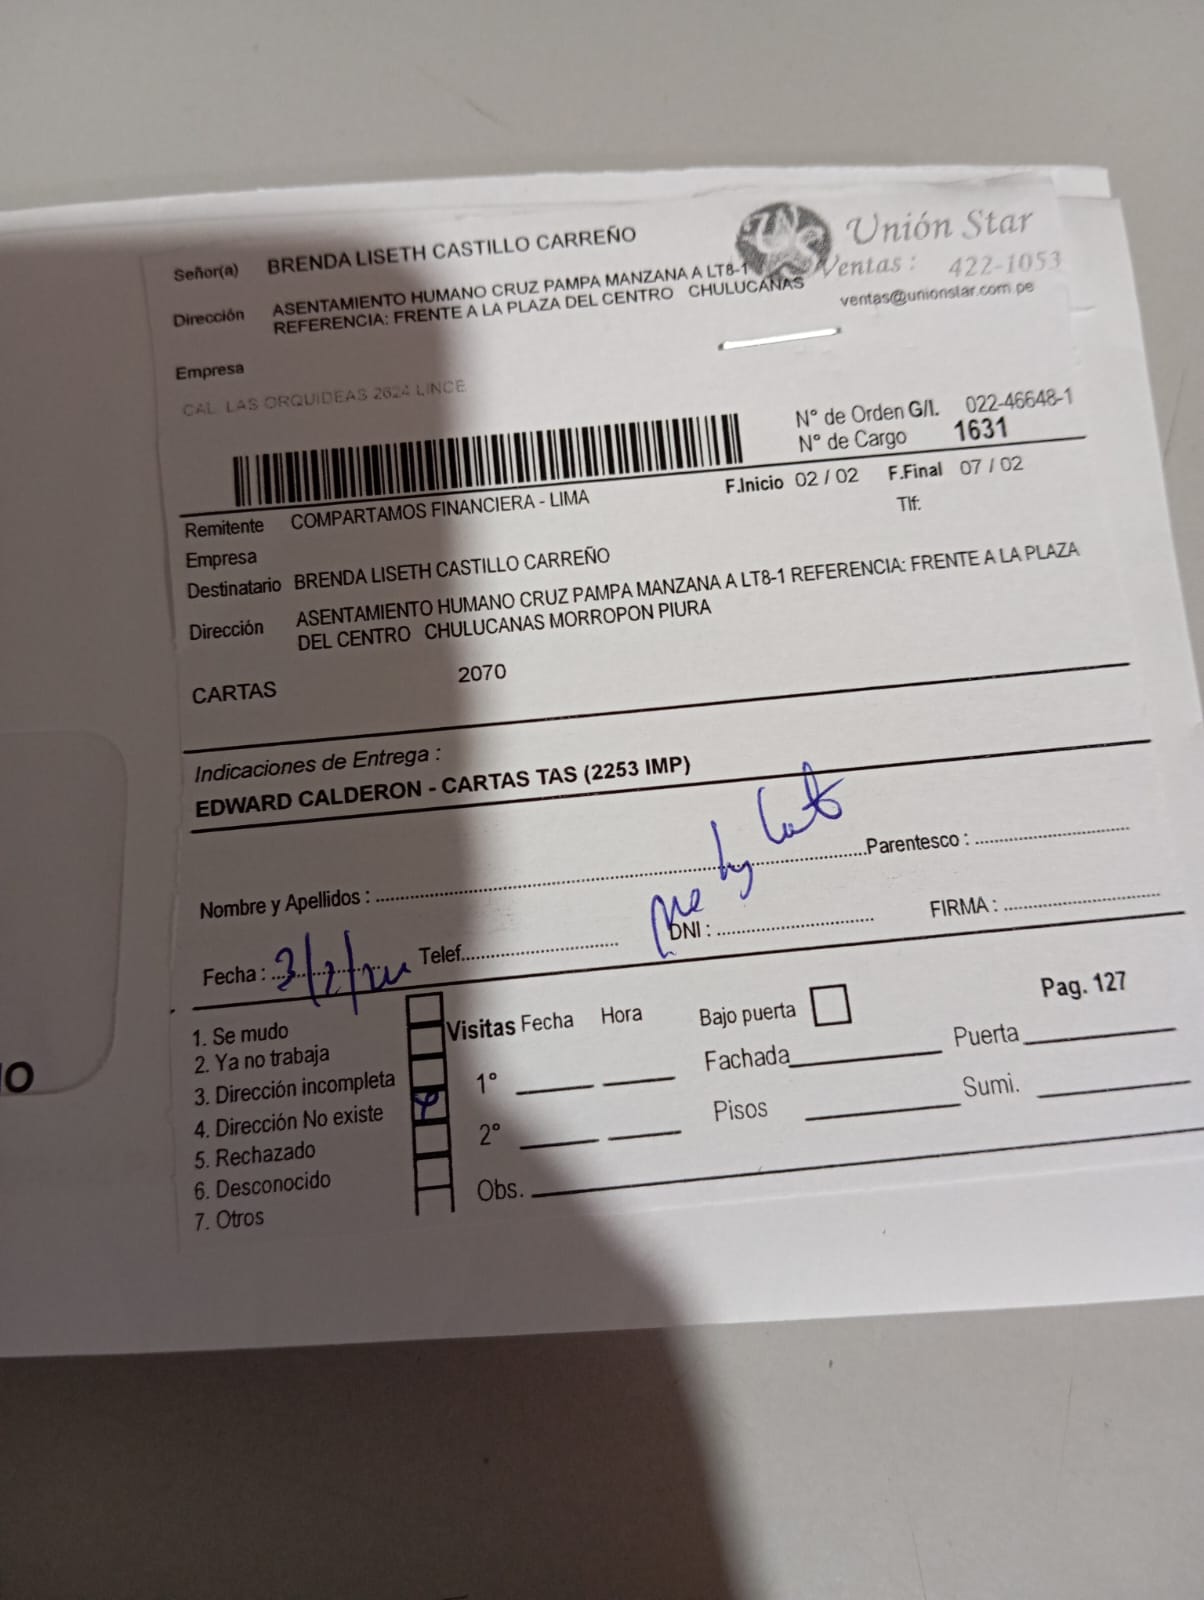 Señor(a) BRENDA LISETH CASTILLO CARREÑO
Unión Star
Ventas : 422-1053
ventas@unionstar.com.pe
Dirección ASENTAMIENTO HUMANO CRUZ PAMPA MANZANA A LT8-1
REFERENCIA: FRENTE A LA PLAZA DEL CENTRO CHULUCANAS
Empresa
CAL. LAS ORQUIDEAS 2624 LINCE
N° de Orden G/I. 022-46648-1
N° de Cargo 1631
F.Inicio 02 / 02 F.Final 07 / 02
Remitente COMPARTAMOS FINANCIERA - LIMA
Tlf:
Empresa
Destinatario BRENDA LISETH CASTILLO CARREÑO
Dirección ASENTAMIENTO HUMANO CRUZ PAMPA MANZANA A LT8-1 REFERENCIA: FRENTE A LA PLAZA
DEL CENTRO CHULUCANAS MORROPON PIURA
CARTAS 2070
Indicaciones de Entrega :
EDWARD CALDERON - CARTAS TAS (2253 IMP)
Nombre y Apellidos : Parentesco :
Fecha : Telef. DNI : FIRMA :
1. Se mudo
2. Ya no trabaja
3. Dirección incompleta
4. Dirección No existe
5. Rechazado
6. Desconocido
7. Otros
Visitas Fecha Hora
1°
2°
Obs.
Bajo puerta
Pag. 127
Fachada Puerta
Pisos Sumi.
IO